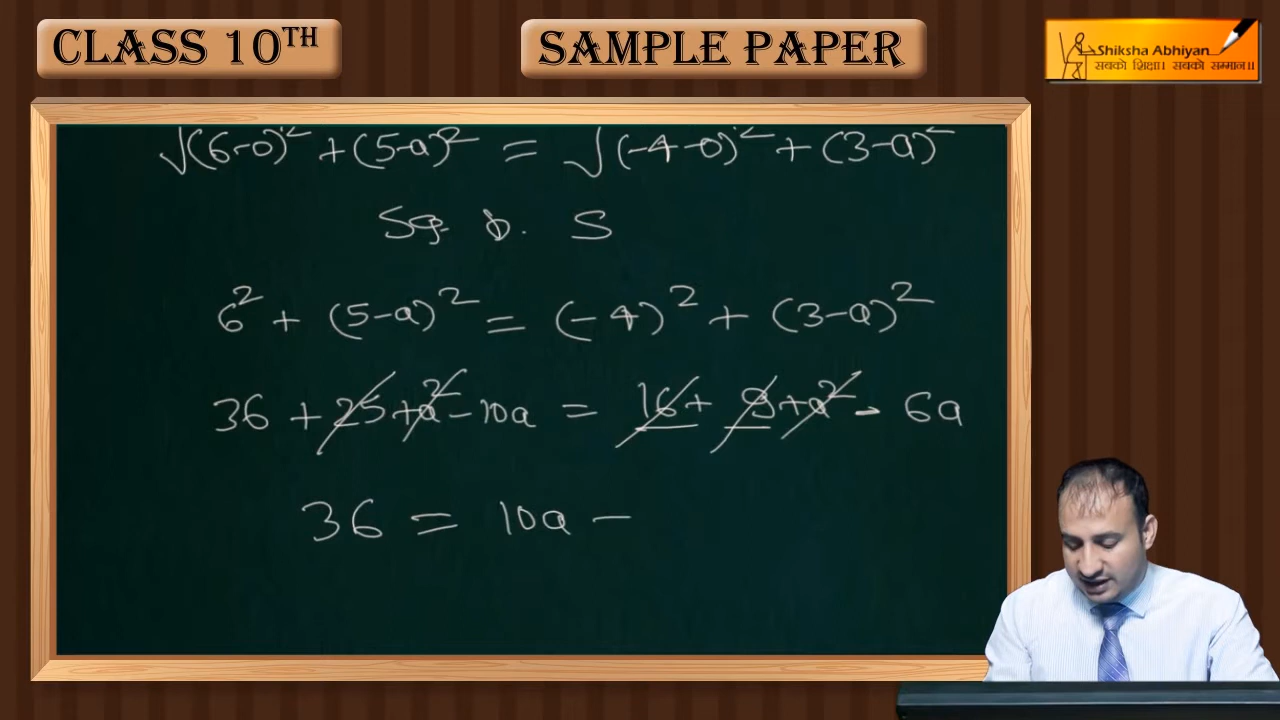 CLASS 10TH
SAMPLE PAPER
Shiksha Abhiyan
सबको शिक्षा। सबको सम्मान॥
√(6-0)² + (5-a)² = √(-4-0)² + (3-a)²
Sq. b. S
6² + (5-a)² = (-4)² + (3-a)²
36 + 25 + a² - 10a = 16 + 9 + a² - 6a
36 = 10a -